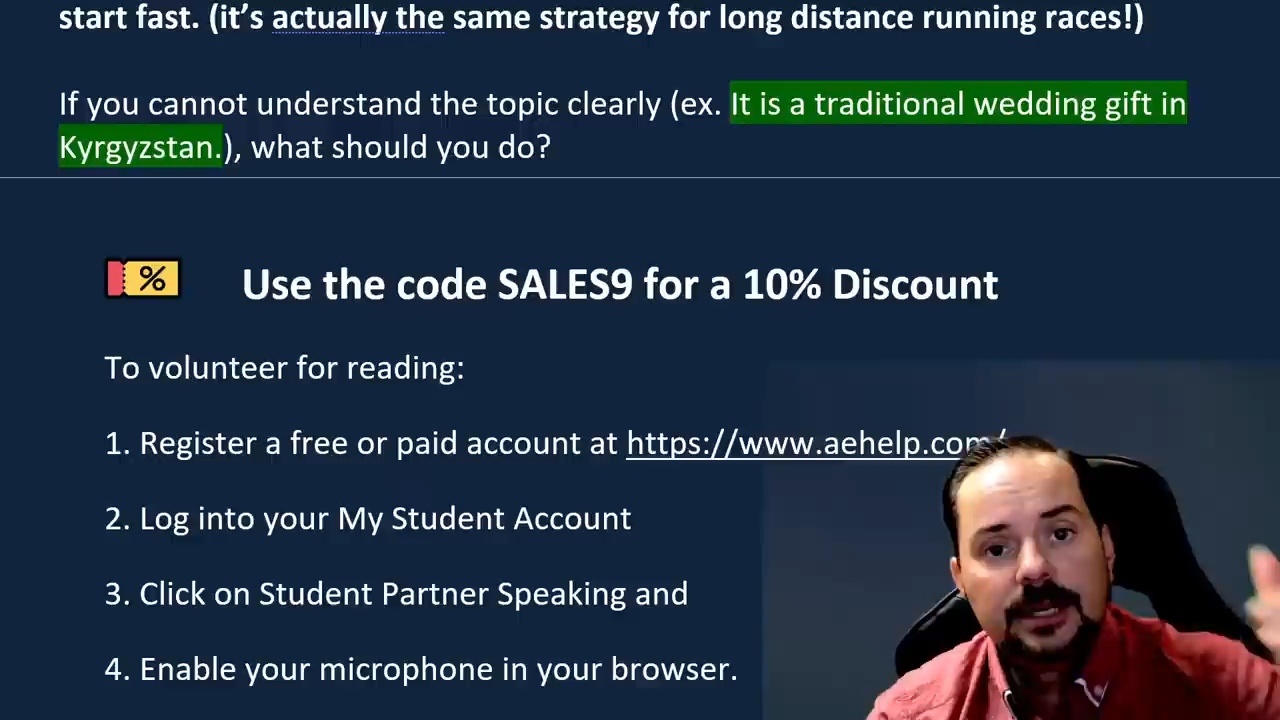 start fast. (it's actually the same strategy for long distance running races!)
If you cannot understand the topic clearly (ex. It is a traditional wedding gift in
Kyrgyzstan.), what should you do?
%
Use the code SALES9 for a 10% Discount
To volunteer for reading:
1. Register a free or paid account at https://www.aehelp.com/
2. Log into your My Student Account
3. Click on Student Partner Speaking and
4. Enable your microphone in your browser.